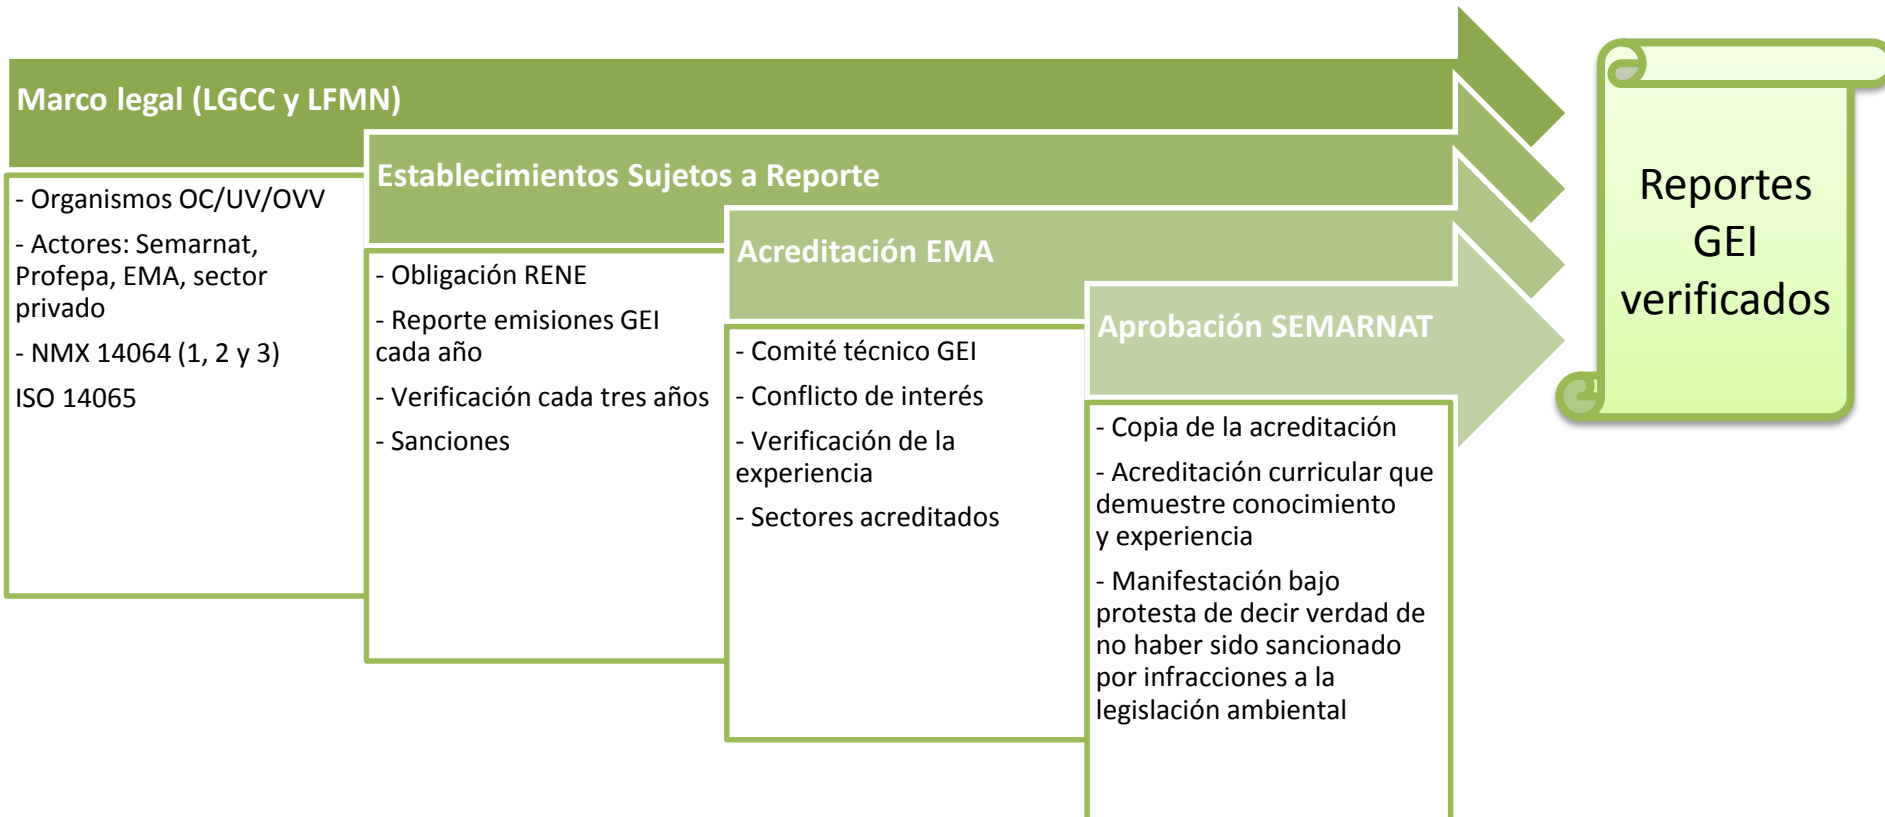 Marco legal (LGCC y LFMN)
- Organismos OC/UV/OVV
- Actores: Semarnat,
Profepa, EMA, sector
privado
- NMX 14064 (1, 2 y 3)
ISO 14065
Establecimientos Sujetos a Reporte
- Obligación RENE
- Reporte emisiones GEI
cada año
- Verificación cada tres años
- Sanciones
Acreditación EMA
- Comité técnico GEI
- Conflicto de interés
- Verificación de la
experiencia
- Sectores acreditados
Aprobación SEMARNAT
- Copia de la acreditación
- Acreditación curricular que
demuestre conocimiento
y experiencia
- Manifestación bajo
protesta de decir verdad de
no haber sido sancionado
por infracciones a la
legislación ambiental
Reportes
GEI
verificados